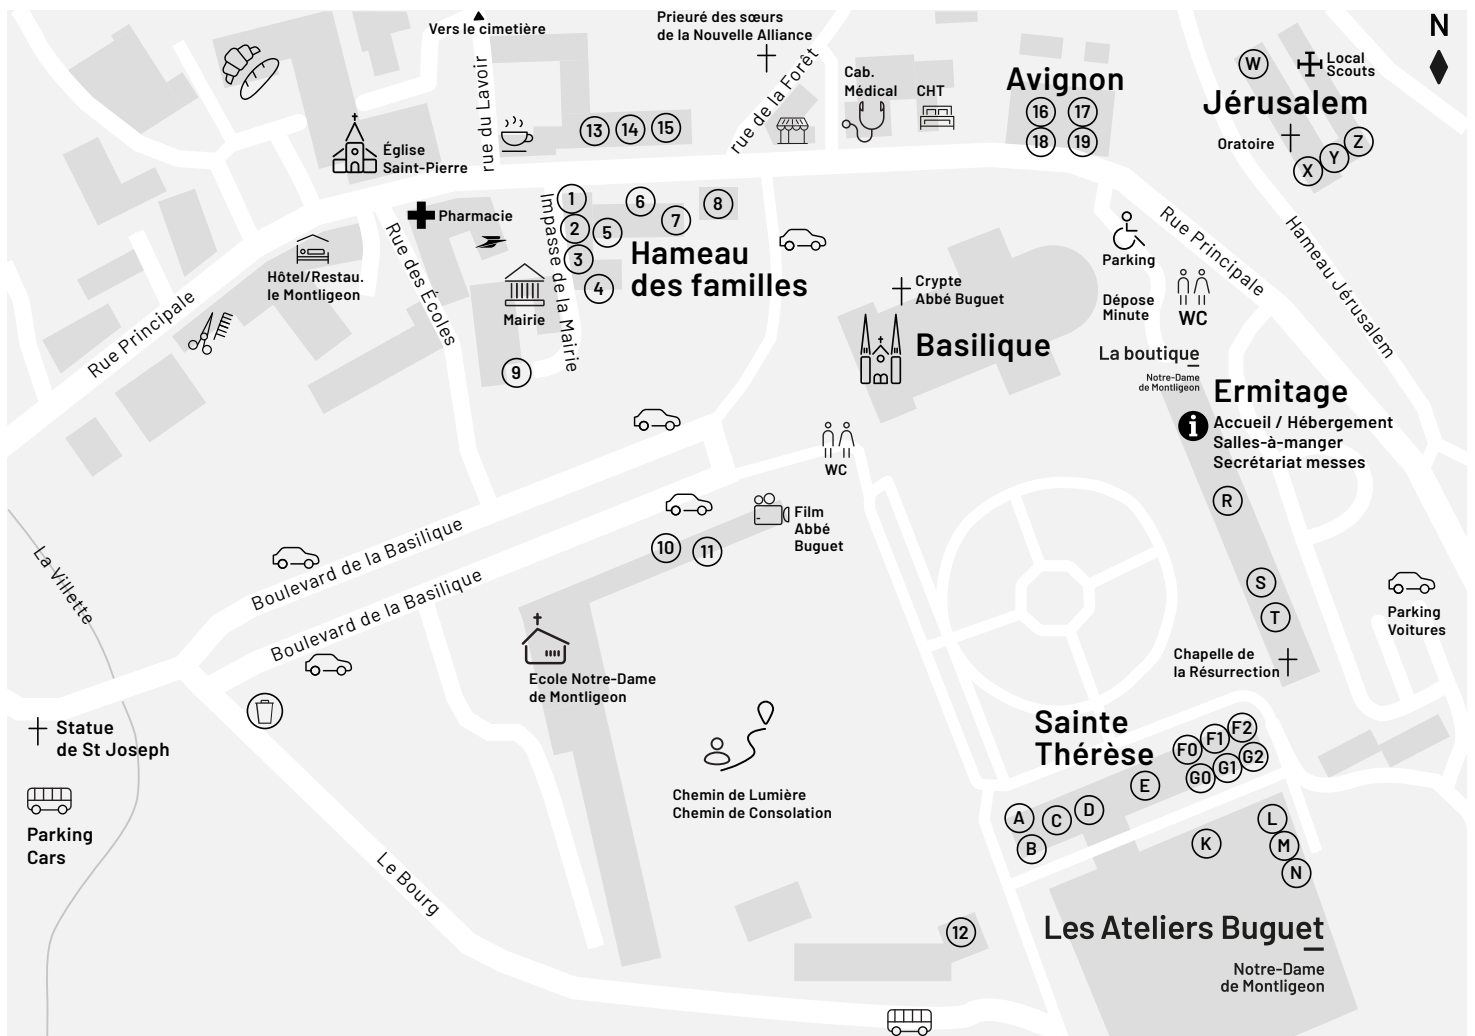 Vers le cimetière
Prieuré des sœurs
de la Nouvelle Alliance
N
rue du Lavoir
rue de la Forêt
Cab.
Médical
CHT
Avignon
16
17
18
19
W
Local
Scouts
Jérusalem
Oratoire
X
Y
Z
13
14
15
Église
Saint-Pierre
Pharmacie
Hôtel/Restau.
le Montligeon
Rue Principale
Rue des Écoles
Impasse de la Mairie
Mairie
1
2
3
4
5
6
7
8
9
Hameau
des familles
Crypte
Abbé Buguet
Basilique
Parking
Dépose
Minute
WC
Rue Principale
Hameau Jérusalem
La boutique
Notre-Dame
de Montligeon
Ermitage
i
Accueil / Hébergement
Salles-à-manger
Secrétariat messes
R
S
T
Chapelle de
la Résurrection
Parking
Voitures
WC
Film
Abbé
Buguet
10
11
Boulevard de la Basilique
Boulevard de la Basilique
La Villette
Ecole Notre-Dame
de Montligeon
Statue
de St Joseph
Parking
Cars
Le Bourg
Chemin de Lumière
Chemin de Consolation
Sainte
Thérèse
A
B
C
D
E
F0
F1
F2
G0
G1
G2
K
L
M
N
12
Les Ateliers Buguet
Notre-Dame
de Montligeon